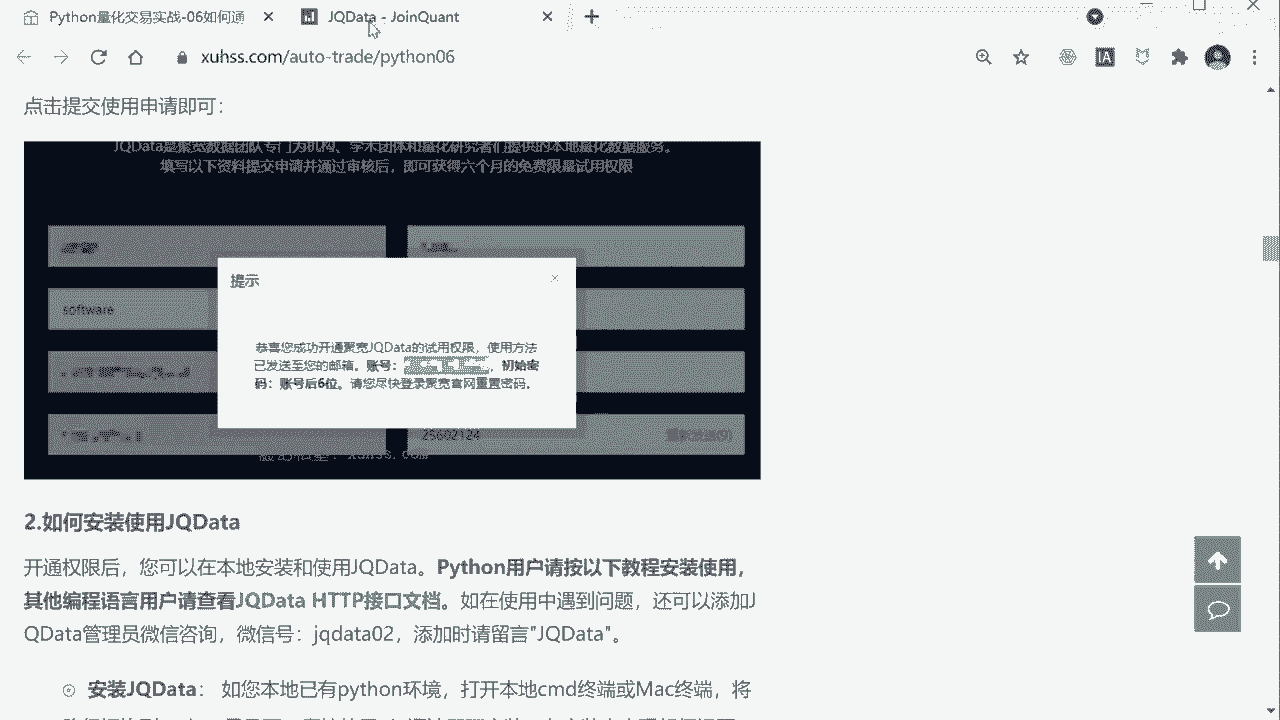 Python量化交易实战-06如何通
JQData - JoinQuant
xuhss.com/auto-trade/python06
点击提交使用申请即可：
JQData是聚宽数据团队专门为机构、学术团体和量化研究者们提供的本地量化数据服务。
填写以下资料提交申请并通过审核后，即可获得六个月的免费限量试用权限
提示
software
恭喜您成功开通聚宽JQData的试用权限，使用方法
已发送至您的邮箱。账号：，初始密
码：账号后6位。请您尽快登录聚宽官网重置密码。
25602124
重新发送(9)
xuhss.com
2.如何安装使用JQData
开通权限后，您可以在本地安装和使用JQData。Python用户请按以下教程安装使用，
其他编程语言用户请查看JQData HTTP接口文档。如在使用中遇到问题，还可以添加J
QData管理员微信咨询，微信号：jqdata02，添加时请留言"JQData"。
安装JQData： 如您本地已有python环境，打开本地cmd终端或Mac终端，将